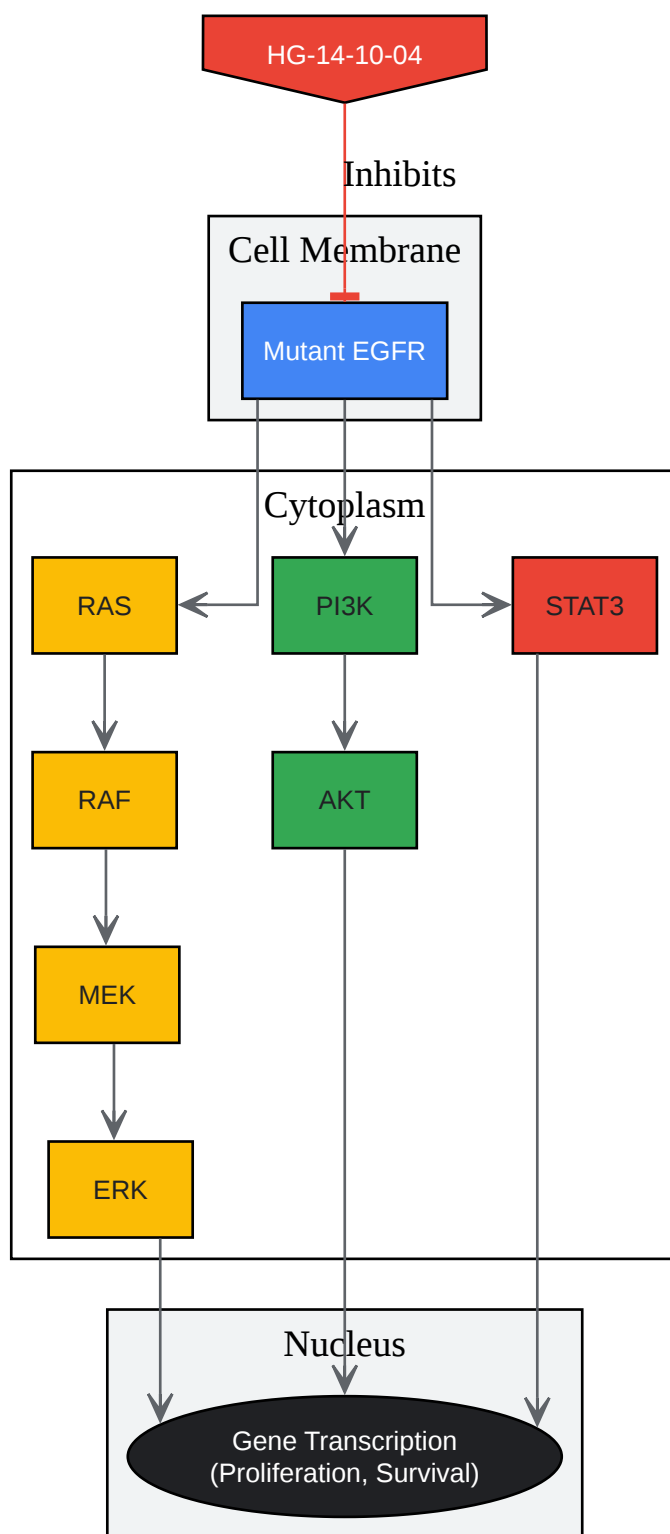 HG-14-10-04
Inhibits
Cell Membrane
Mutant EGFR
Cytoplasm
RAS
PI3K
STAT3
RAF
AKT
MEK
ERK
Nucleus
Gene Transcription
(Proliferation, Survival)